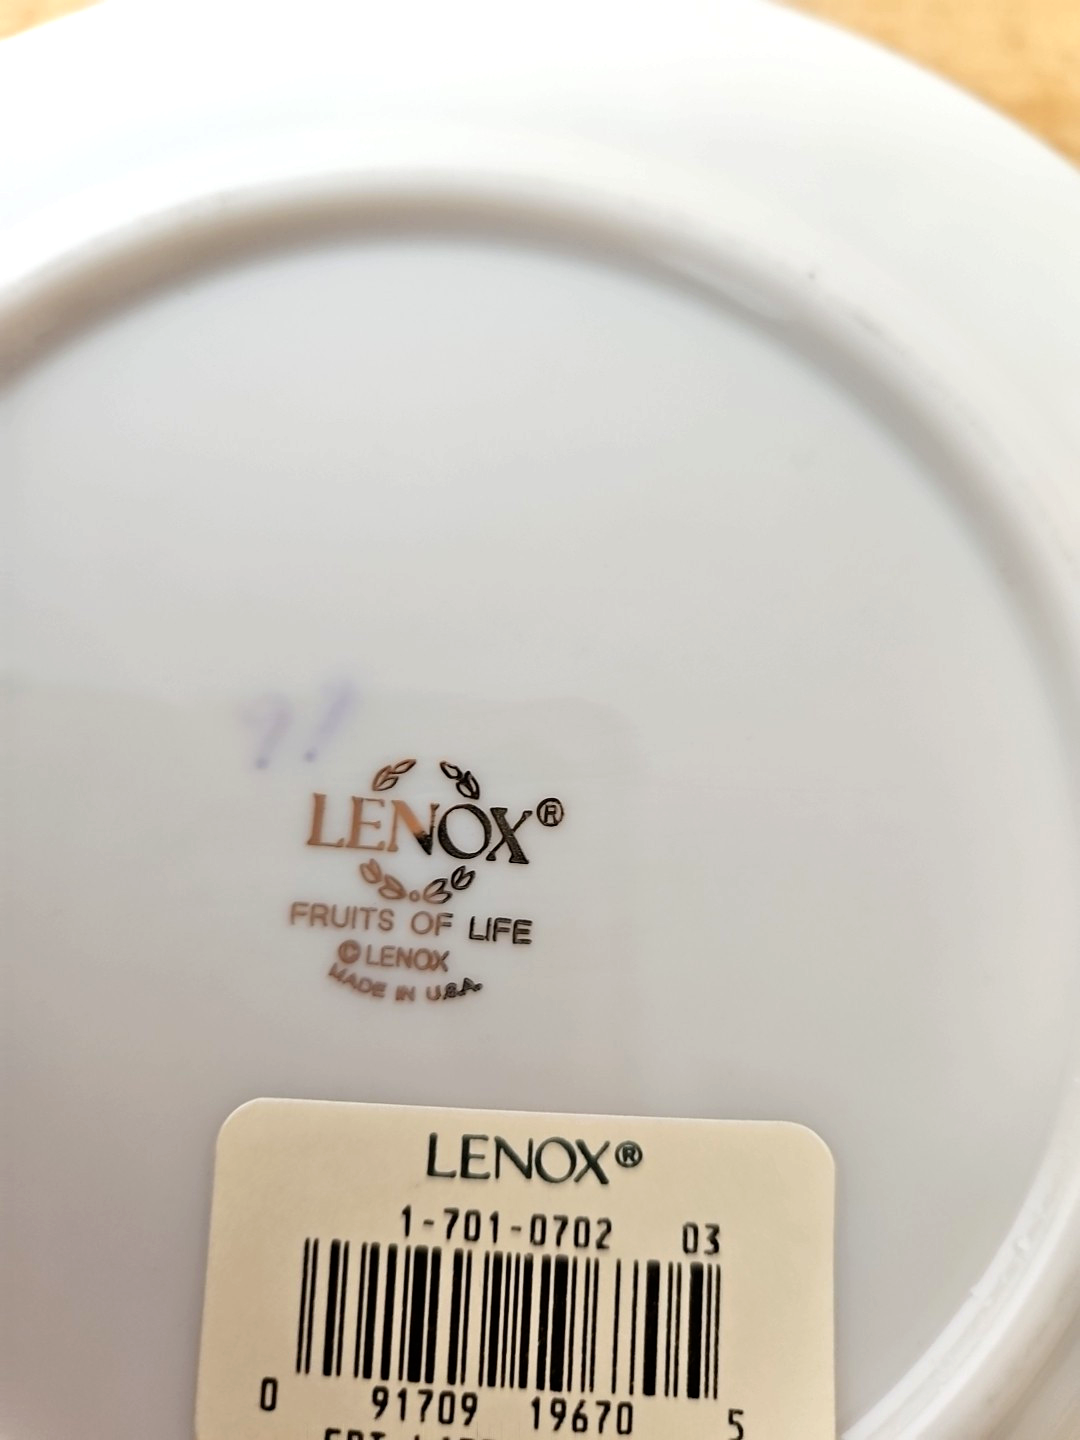 LENOX®
FRUITS OF LIFE
© LENOX
MADE IN U.S.A.
LENOX®
1-701-0702 03
0 91709 19670 5